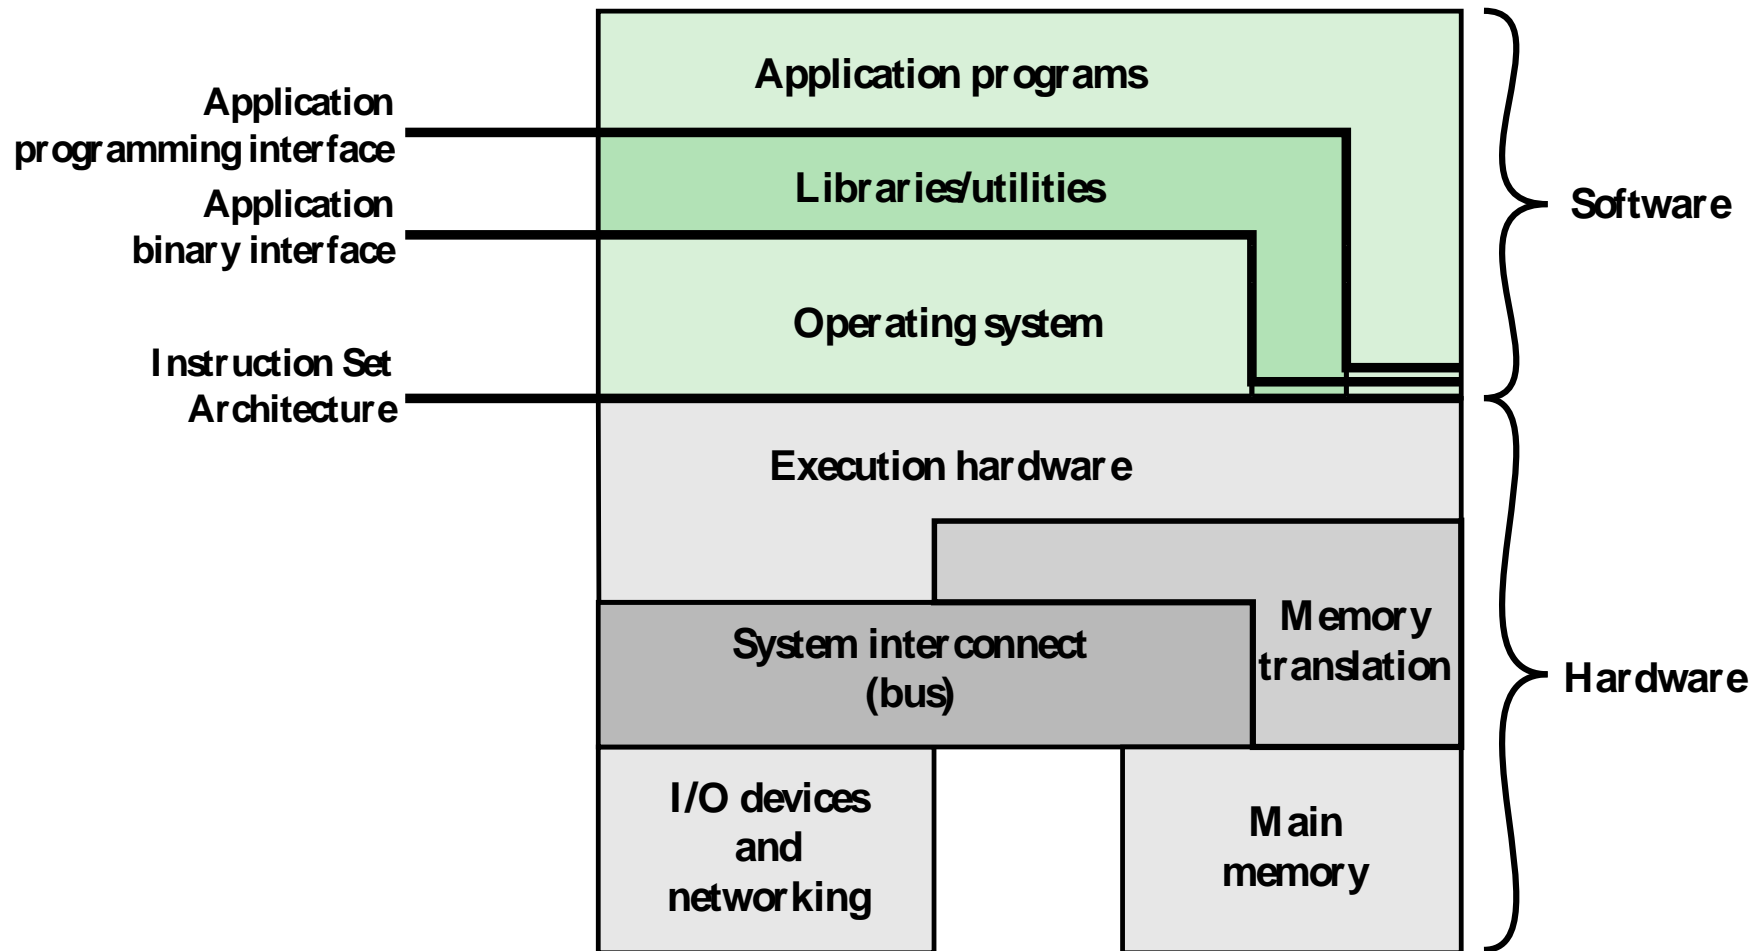 Application programs
Application
programming interface
Libraries/utilities
Application
binary interface
Software
Operating system
Instruction Set
Architecture
Execution hardware
System interconnect
(bus)
Memory
translation
Hardware
I/O devices
and
networking
Main
memory